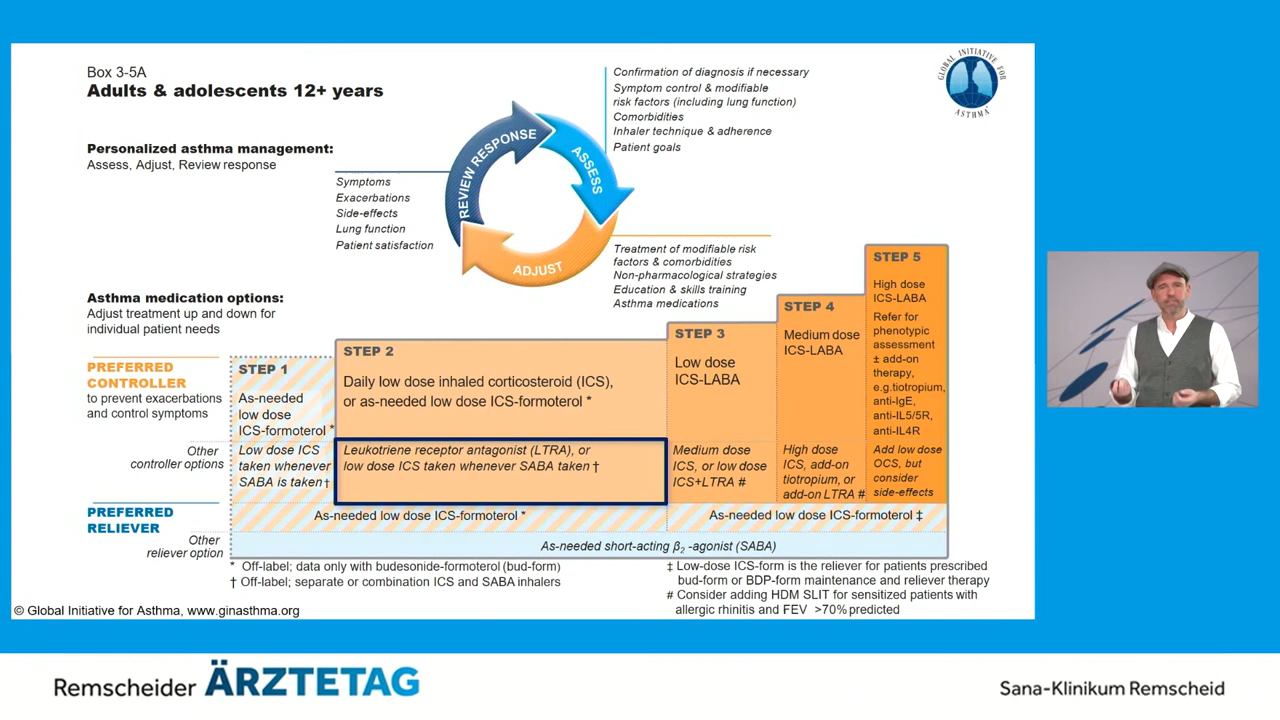 Box 3-5A
Adults & adolescents 12+ years
Personalized asthma management:
Assess, Adjust, Review response
Symptoms
Exacerbations
Side-effects
Lung function
Patient satisfaction
REVIEW RESPONSE
ASSESS
ADJUST
Confirmation of diagnosis if necessary
Symptom control & modifiable
risk factors (including lung function)
Comorbidities
Inhaler technique & adherence
Patient goals
GLOBAL INITIATIVE FOR
ASTHMA
Treatment of modifiable risk
factors & comorbidities
Non-pharmacological strategies
Education & skills training
Asthma medications
Asthma medication options:
Adjust treatment up and down for
individual patient needs
PREFERRED
CONTROLLER
to prevent exacerbations
and control symptoms
Other
controller options
PREFERRED
RELIEVER
Other
reliever option
STEP 1
As-needed
low dose
ICS-formoterol *
Low dose ICS
taken whenever
SABA is taken†
STEP 2
Daily low dose inhaled corticosteroid (ICS),
or as-needed low dose ICS-formoterol *
Leukotriene receptor antagonist (LTRA), or
low dose ICS taken whenever SABA taken †
STEP 3
Low dose
ICS-LABA
Medium dose
ICS, or low dose
ICS+LTRA #
STEP 4
Medium dose
ICS-LABA
High dose
ICS, add-on
tiotropium, or
add-on LTRA #
STEP 5
High dose
ICS-LABA
Refer for
phenotypic
assessment
± add-on
therapy,
e.g.tiotropium,
anti-IgE,
anti-IL5/5R,
anti-IL4R
Add low dose
OCS, but
consider
side-effects
As-needed low dose ICS-formoterol *
As-needed low dose ICS-formoterol ‡
As-needed short-acting β₂ -agonist (SABA)
* Off-label; data only with budesonide-formoterol (bud-form)
† Off-label; separate or combination ICS and SABA inhalers
‡ Low-dose ICS-form is the reliever for patients prescribed
bud-form or BDP-form maintenance and reliever therapy
# Consider adding HDM SLIT for sensitized patients with
allergic rhinitis and FEV >70% predicted
© Global Initiative for Asthma, www.ginasthma.org
Remscheider ÄRZTETAG
Sana-Klinikum Remscheid